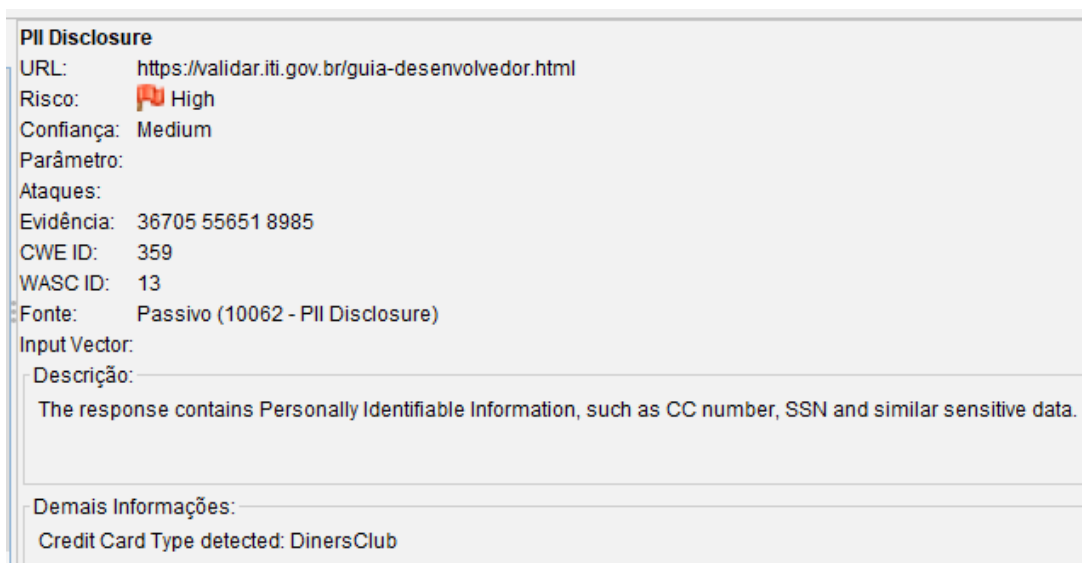 PII Disclosure
URL: https://validar.iti.gov.br/guia-desenvolvedor.html
Risco: High
Confiança: Medium
Parâmetro:
Ataques:
Evidência: 36705 55651 8985
CWE ID: 359
WASC ID: 13
Fonte: Passivo (10062 - PII Disclosure)
Input Vector:
Descrição:
The response contains Personally Identifiable Information, such as CC number, SSN and similar sensitive data.
Demais Informações:
Credit Card Type detected: DinersClub